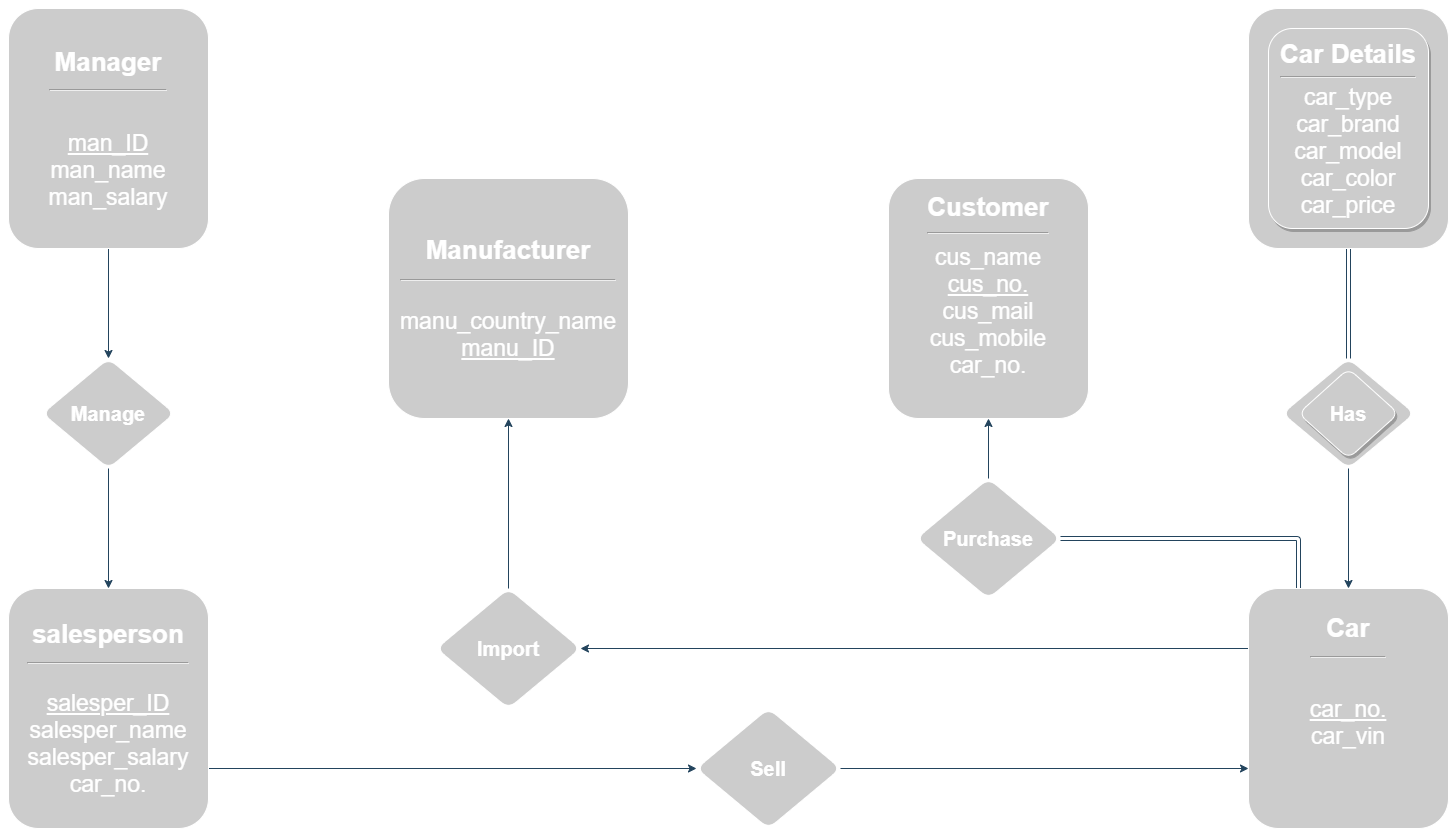 Manager
man_ID
man_name
man_salary
Manage
salesperson
salesper_ID
salesper_name
salesper_salary
car_no.
Manufacturer
manu_country_name
manu_ID
Import
Sell
Customer
cus_name
cus_no.
cus_mail
cus_mobile
car_no.
Purchase
Car Details
car_type
car_brand
car_model
car_color
car_price
Has
Car
car_no.
car_vin